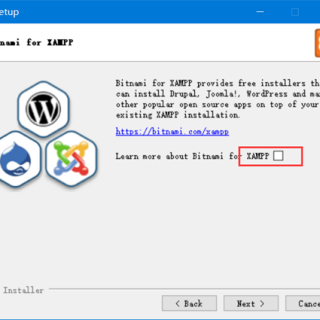 etup
tnami for XAMPP
Bitnami for XAMPP provides free installers th
can install Drupal, Joomla!, WordPress and ma
other popular open source apps on top of your
existing XAMPP installation.
https://bitnami.com/xampp
Learn more about Bitnami for XAMPP
Installer
< Back
Next >
Cance